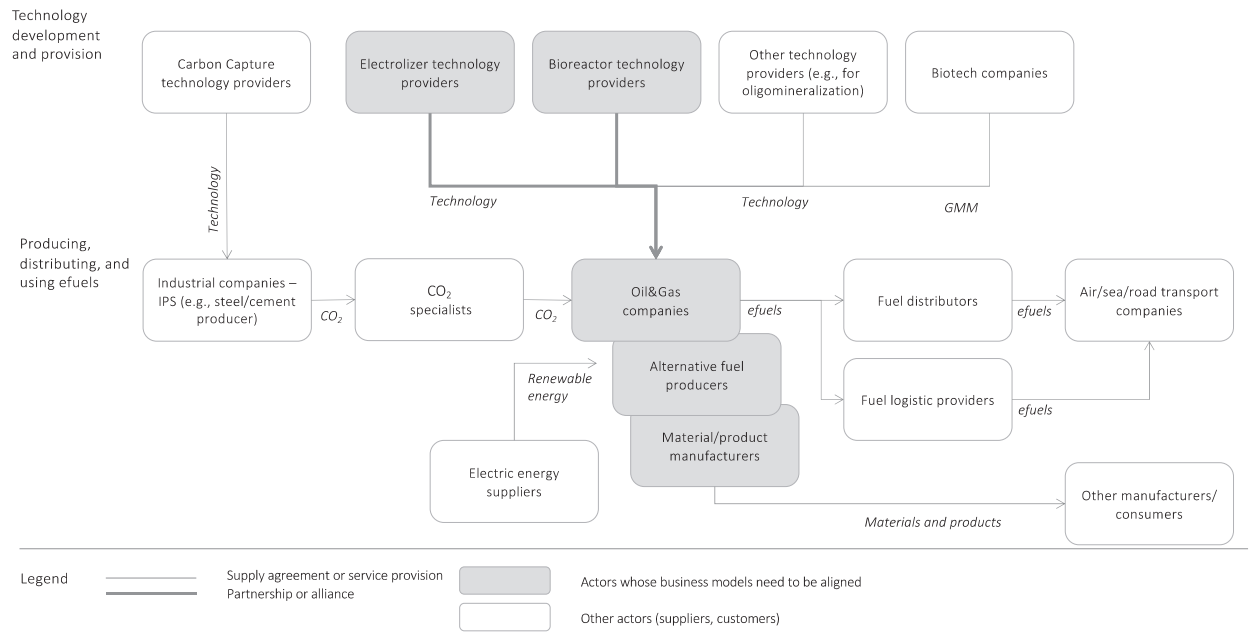 Technology
development
and provision
Carbon Capture
technology providers
Electrolizer technology
providers
Bioreactor technology
providers
Other technology
providers (e.g., for
oligomineralization)
Biotech companies
Technology
Technology
Technology
GMM
Producing,
distributing, and
using efuels
Industrial companies –
IPS (e.g., steel/cement
producer)
CO2
CO2
specialists
CO2
Oil&Gas
companies
efuels
Fuel distributors
efuels
Air/sea/road transport
companies
Renewable
energy
Alternative fuel
producers
Fuel logistic providers
efuels
Material/product
manufacturers
Electric energy
suppliers
Materials and products
Other manufacturers/
consumers
Legend
Supply agreement or service provision
Partnership or alliance
Actors whose business models need to be aligned
Other actors (suppliers, customers)